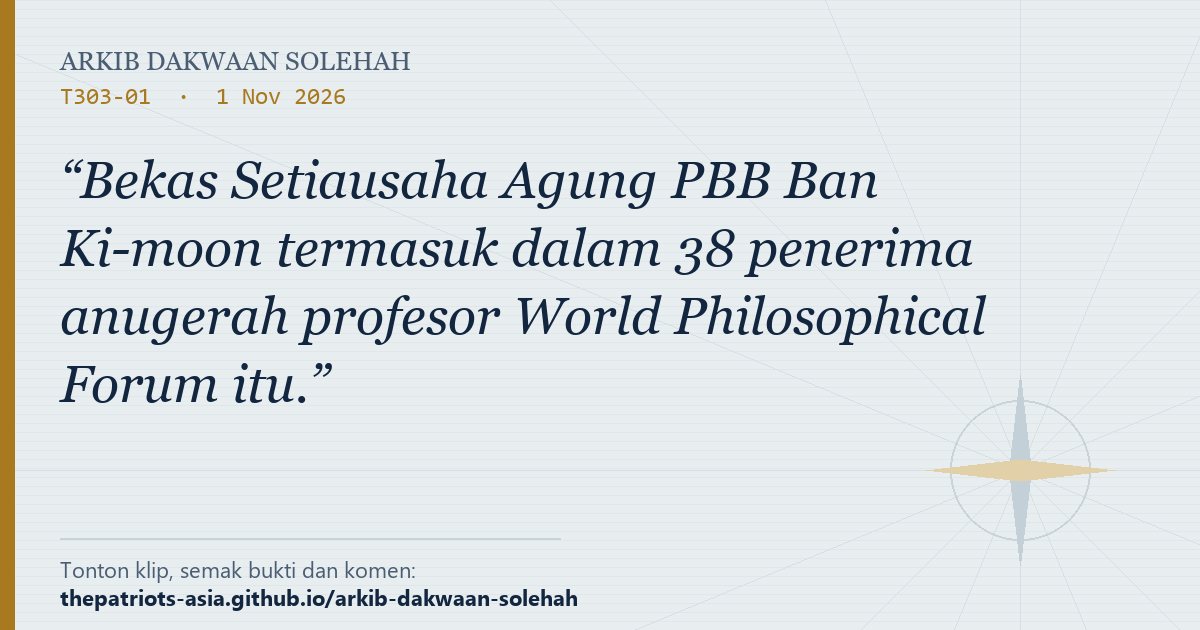 ARKIB DAKWAAN SOLEHAH
T303-01 · 1 Nov 2026
“Bekas Setiausaha Agung PBB Ban
Ki-moon termasuk dalam 38 penerima
anugerah profesor World Philosophical
Forum itu.”
Tonton klip, semak bukti dan komen:
thepatriots-asia.github.io/arkib-dakwaan-solehah